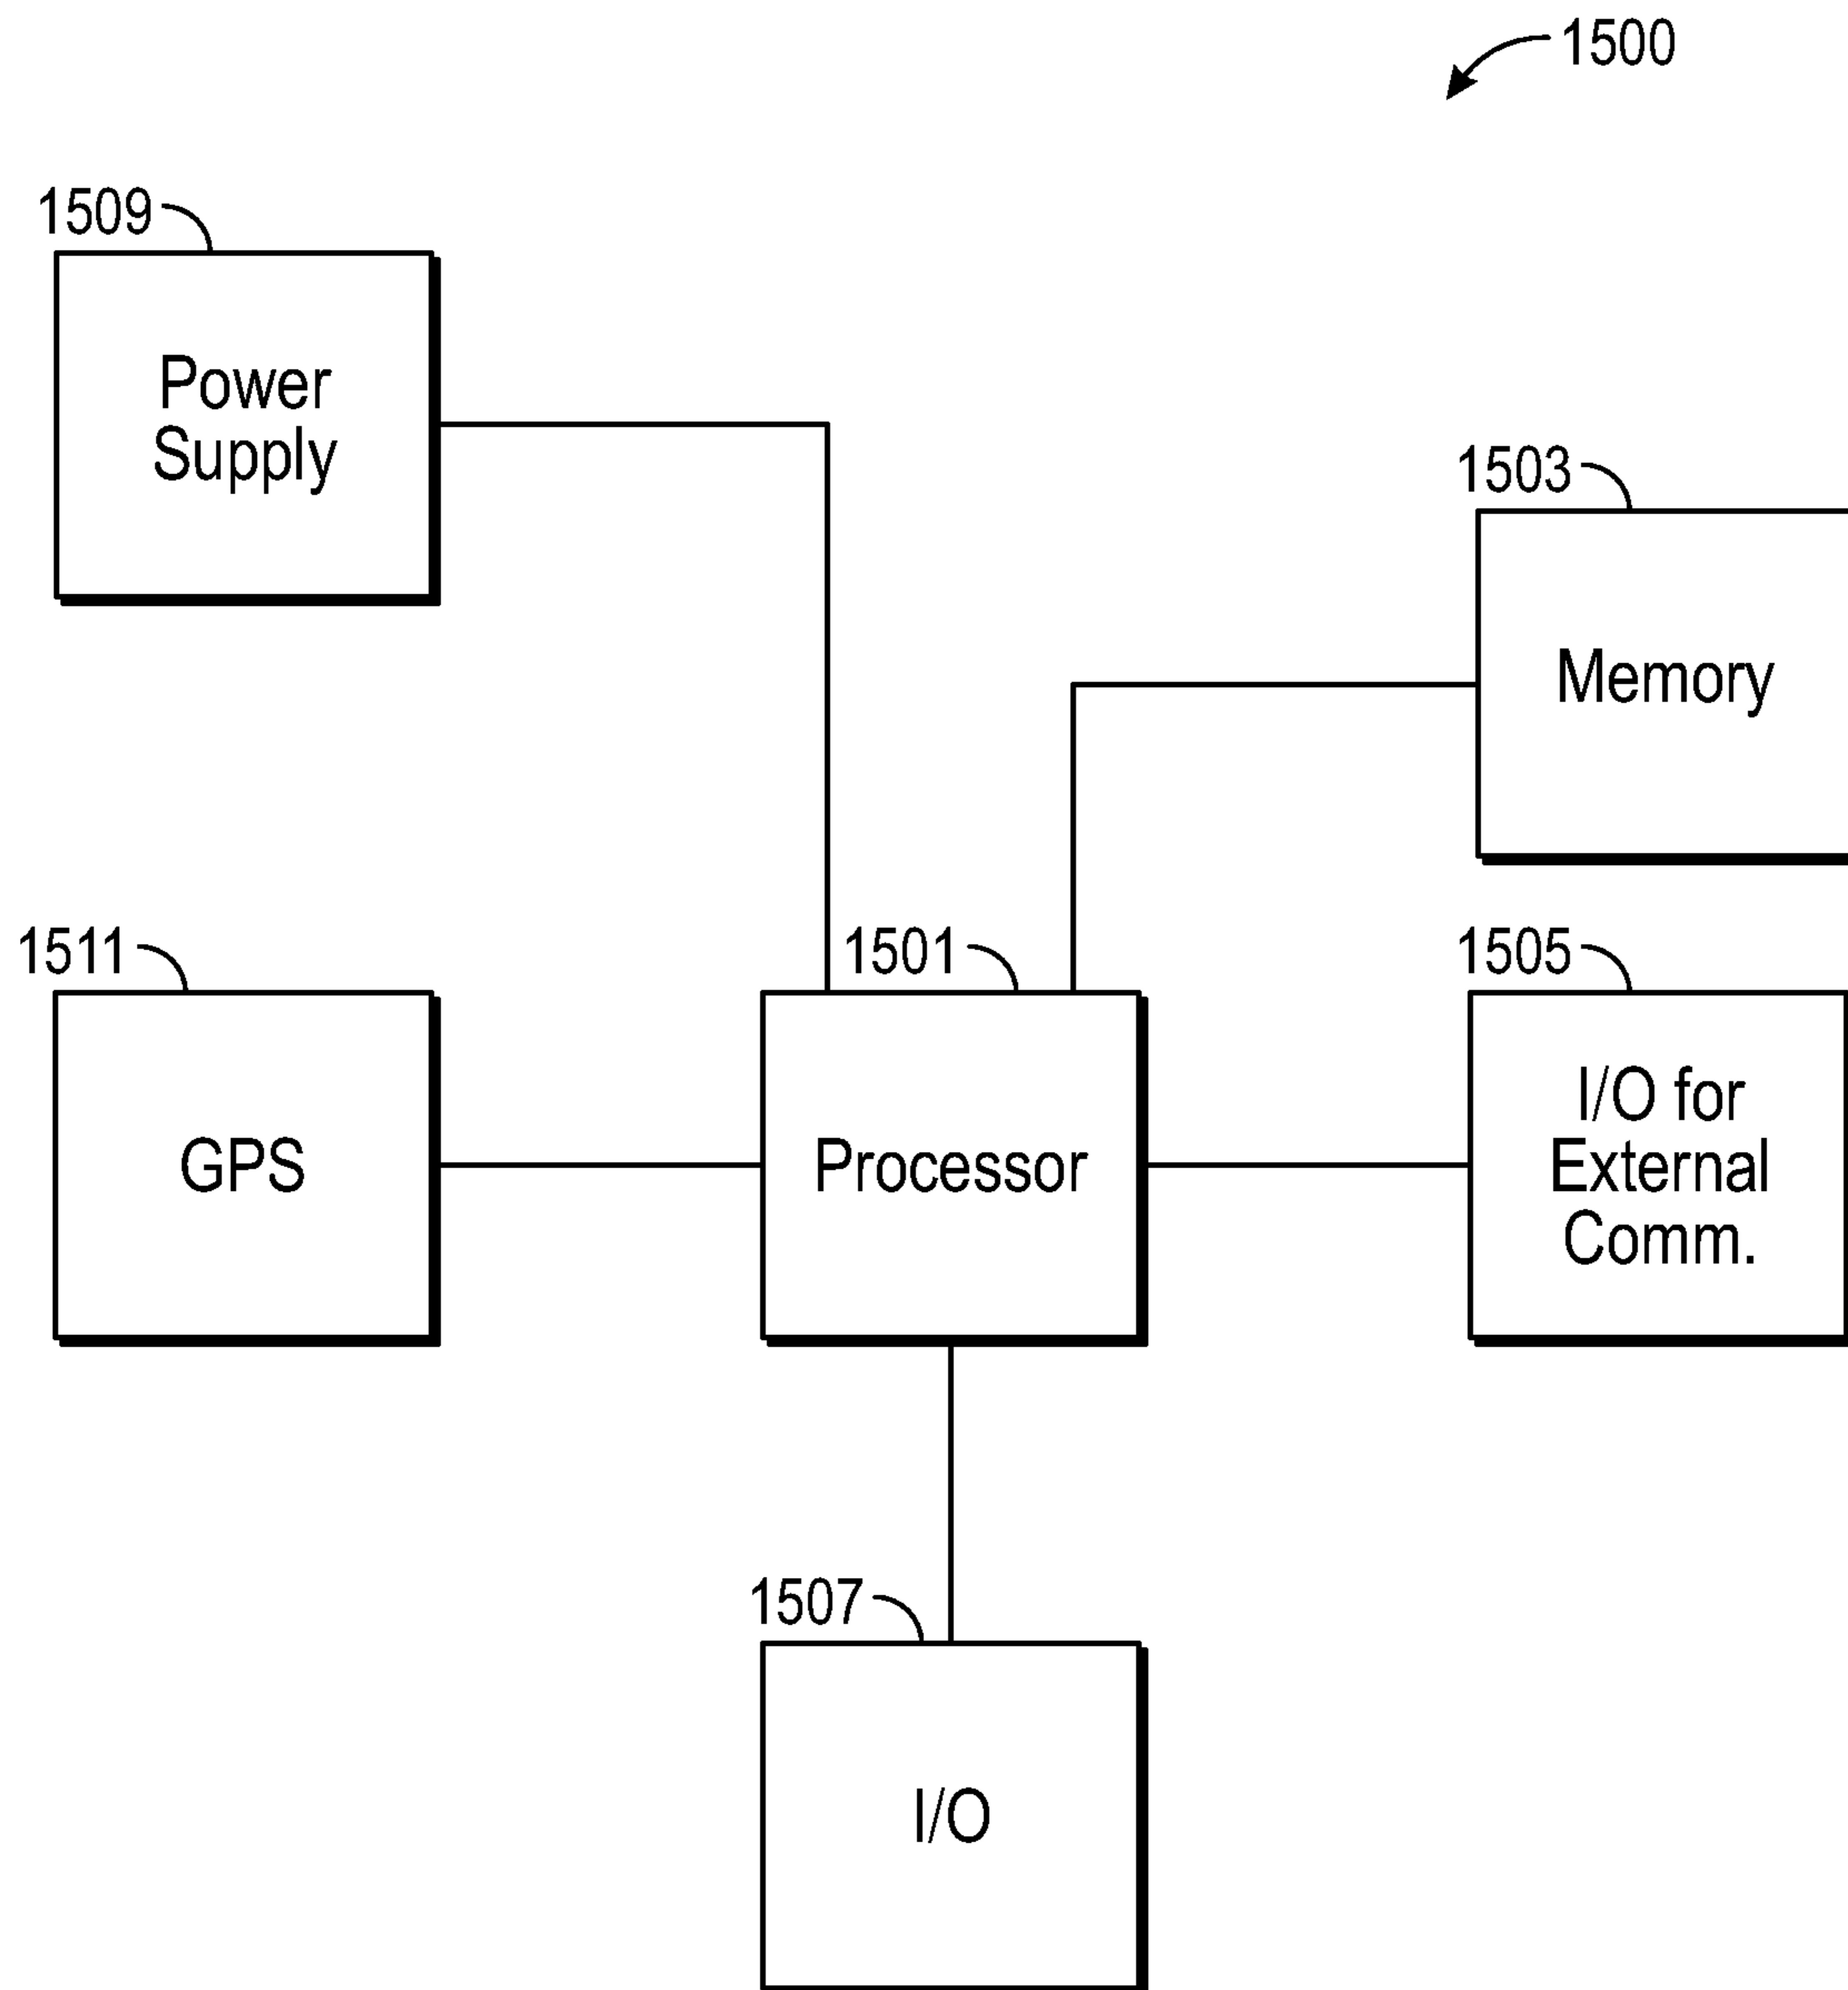 1500
1509
Power
Supply
1503
Memory
1511
GPS
1501
Processor
1505
I/O for
External
Comm.
1507
I/O